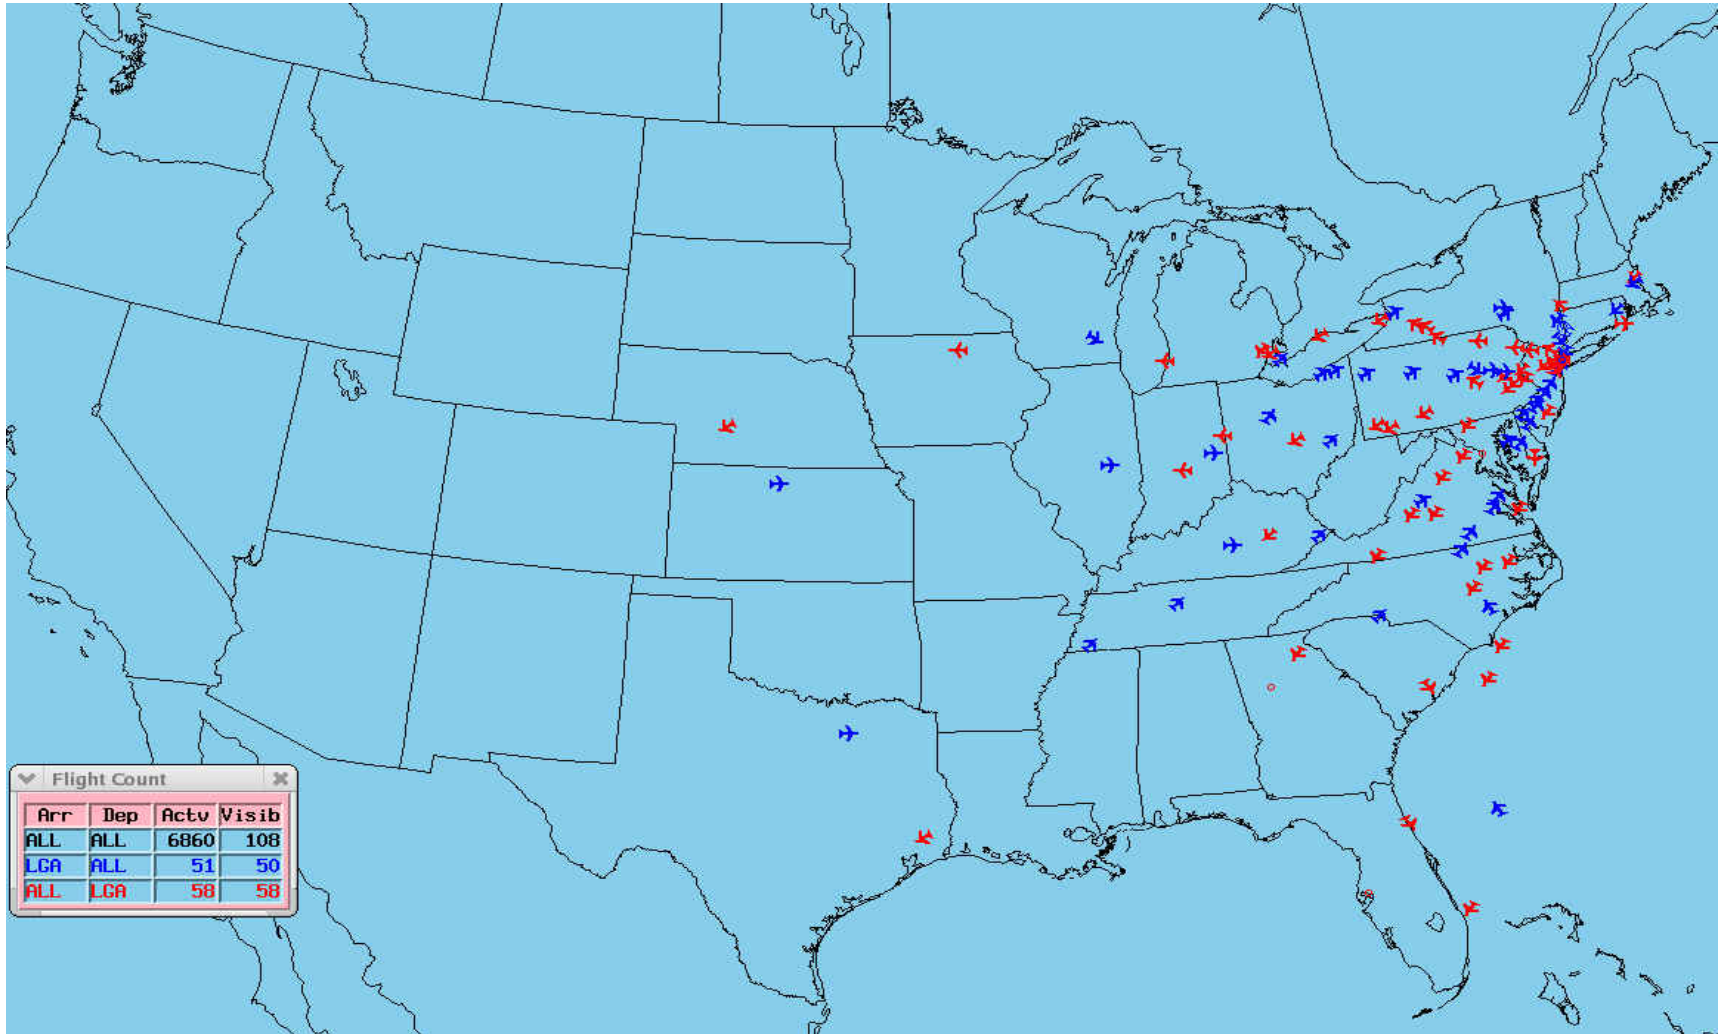 Flight Count
Arr Dep Actv Visib
ALL ALL 6860 108
LGA ALL 51 50
ALL LGA 58 58